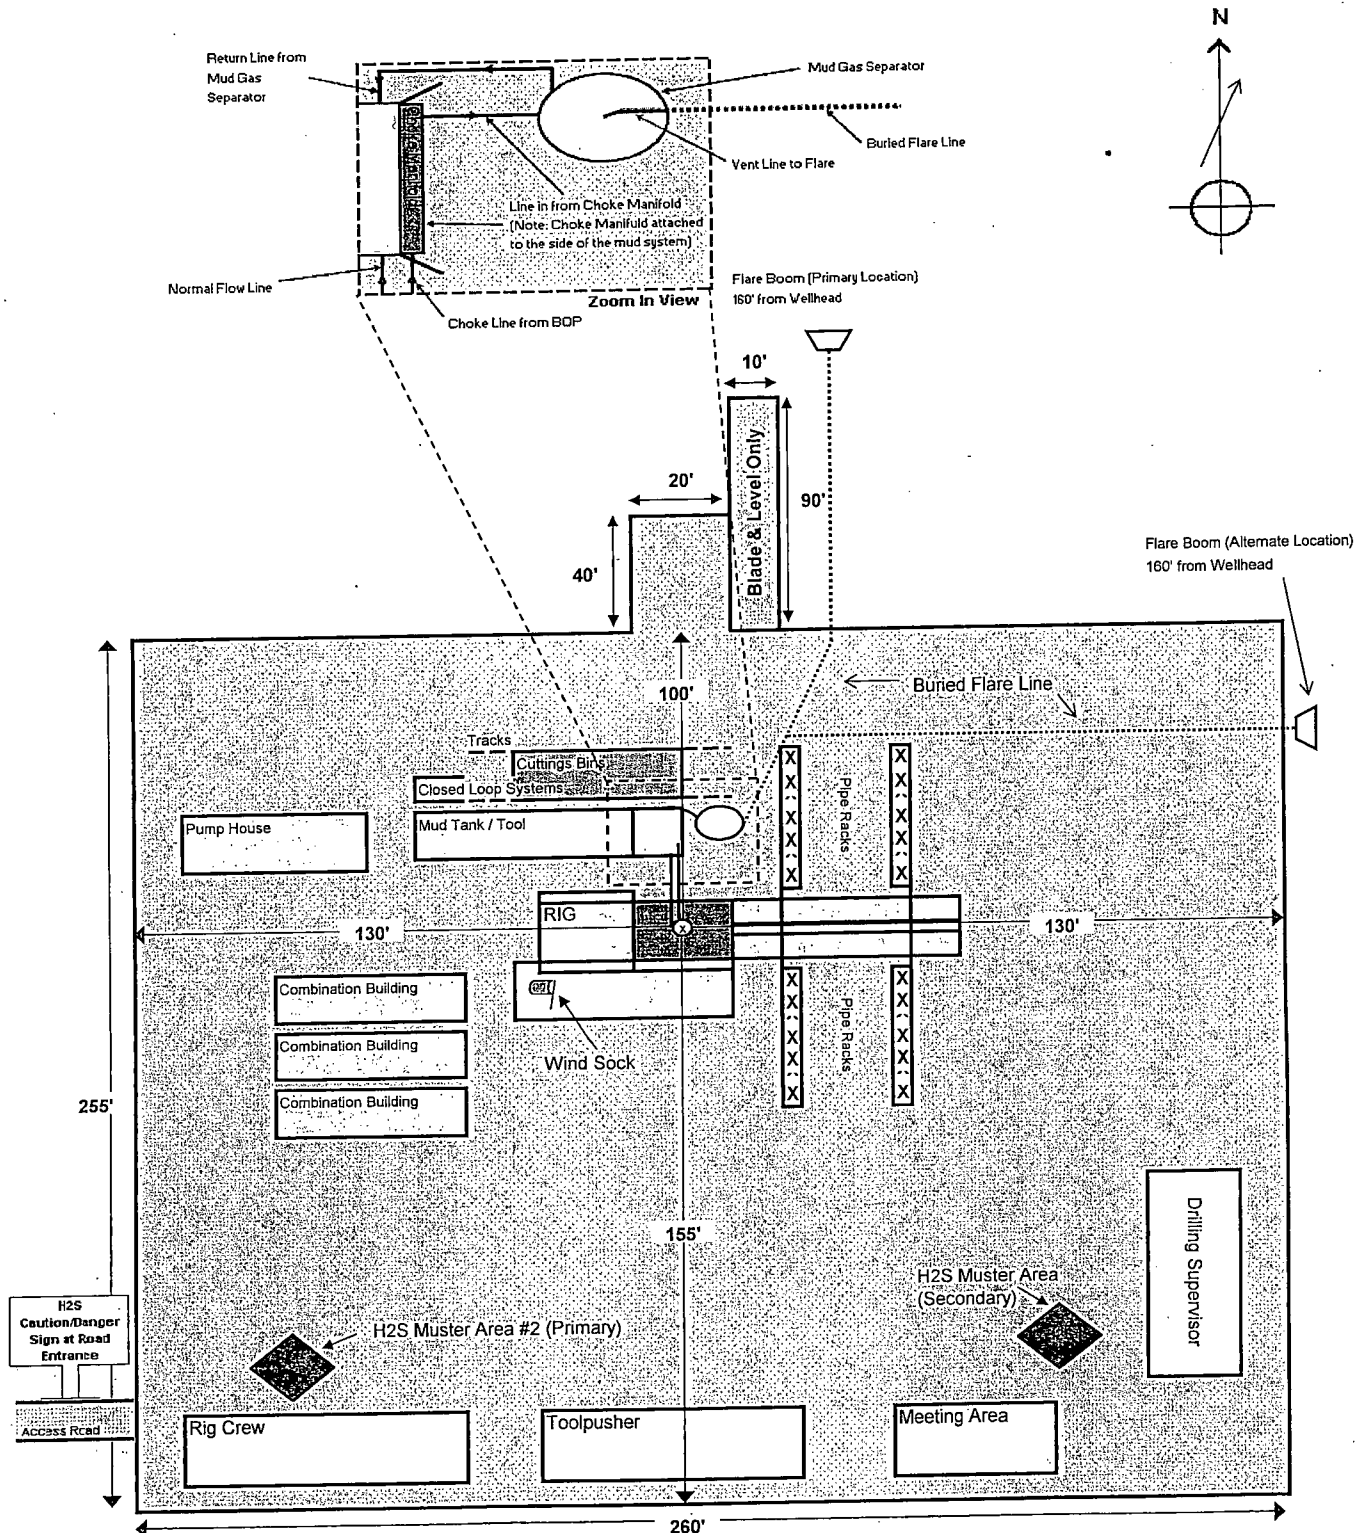 N
Return Line from
Mud Gas
Separator
Mud Gas Separator
Buried Flare Line
Vent Line to Flare
Choke Manifold
Line in from Choke Manifold
(Note: Choke Manifold attached
to the side of the mud system)
Normal Flow Line
Zoom In View
Choke Line from BOP
Flare Boom (Primary Location)
160' from Wellhead
10'
Blade & Level Only
90'
20'
40'
Flare Boom (Alternate Location)
160' from Wellhead
100'
Buried Flare Line
Tracks
Cuttings Bins
Closed Loop Systems
Mud Tank / Tool
Pump House
Pipe Racks
X X X X X
X X X X X
RIG
X
130'
130'
Combination Building
Combination Building
Combination Building
Wind Sock
Pipe Racks
X X X X X
X X X X X
255'
155'
Drilling Supervisor
H2S Muster Area
(Secondary)
H2S
Caution/Danger
Sign at Road
Entrance
H2S Muster Area #2 (Primary)
Access Road
Rig Crew
Toolpusher
Meeting Area
260'